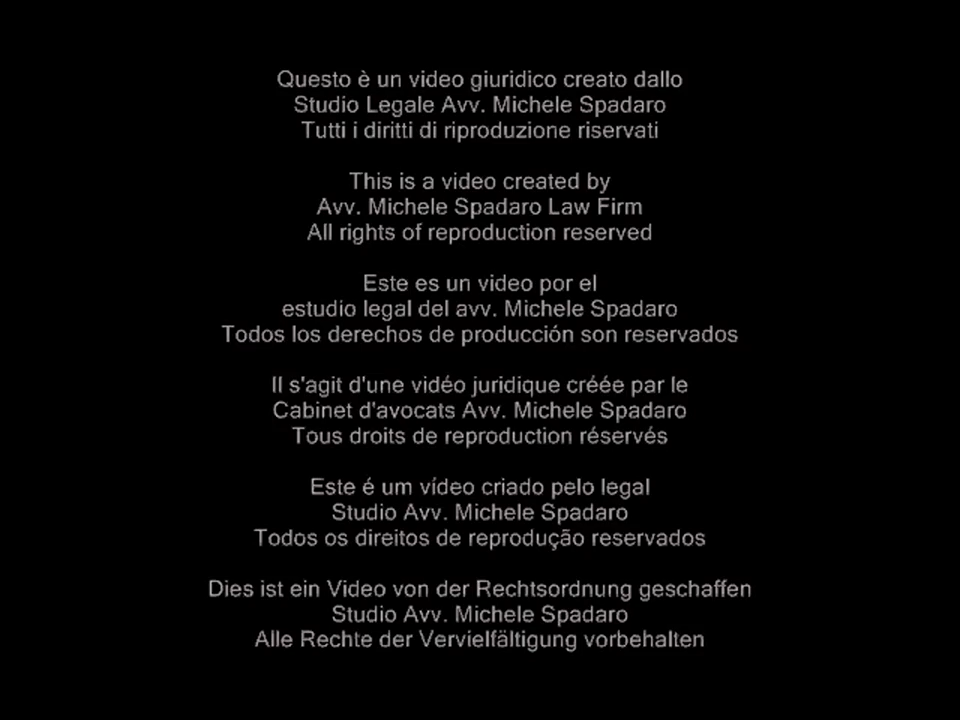 Questo è un video giuridico creato dallo
Studio Legale Avv. Michele Spadaro
Tutti i diritti di riproduzione riservati
This is a video created by
Avv. Michele Spadaro Law Firm
All rights of reproduction reserved
Este es un video por el
estudio legal del avv. Michele Spadaro
Todos los derechos de producción son reservados
Il s'agit d'une vidéo juridique créée par le
Cabinet d'avocats Avv. Michele Spadaro
Tous droits de reproduction réservés
Este é um vídeo criado pelo legal
Studio Avv. Michele Spadaro
Todos os direitos de reprodução reservados
Dies ist ein Video von der Rechtsordnung geschaffen
Studio Avv. Michele Spadaro
Alle Rechte der Vervielfältigung vorbehalten